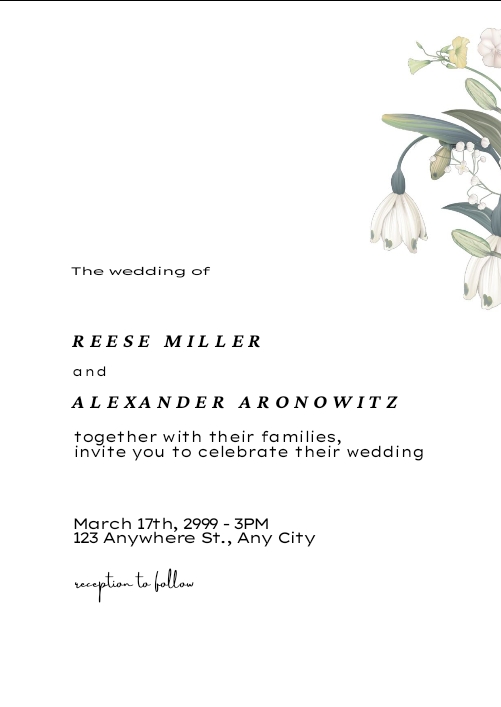 The wedding of
REESE MILLER
and
ALEXANDER ARONOWITZ
together with their families,
invite you to celebrate their wedding
March 17th, 2999 - 3PM
123 Anywhere St., Any City
reception to follow